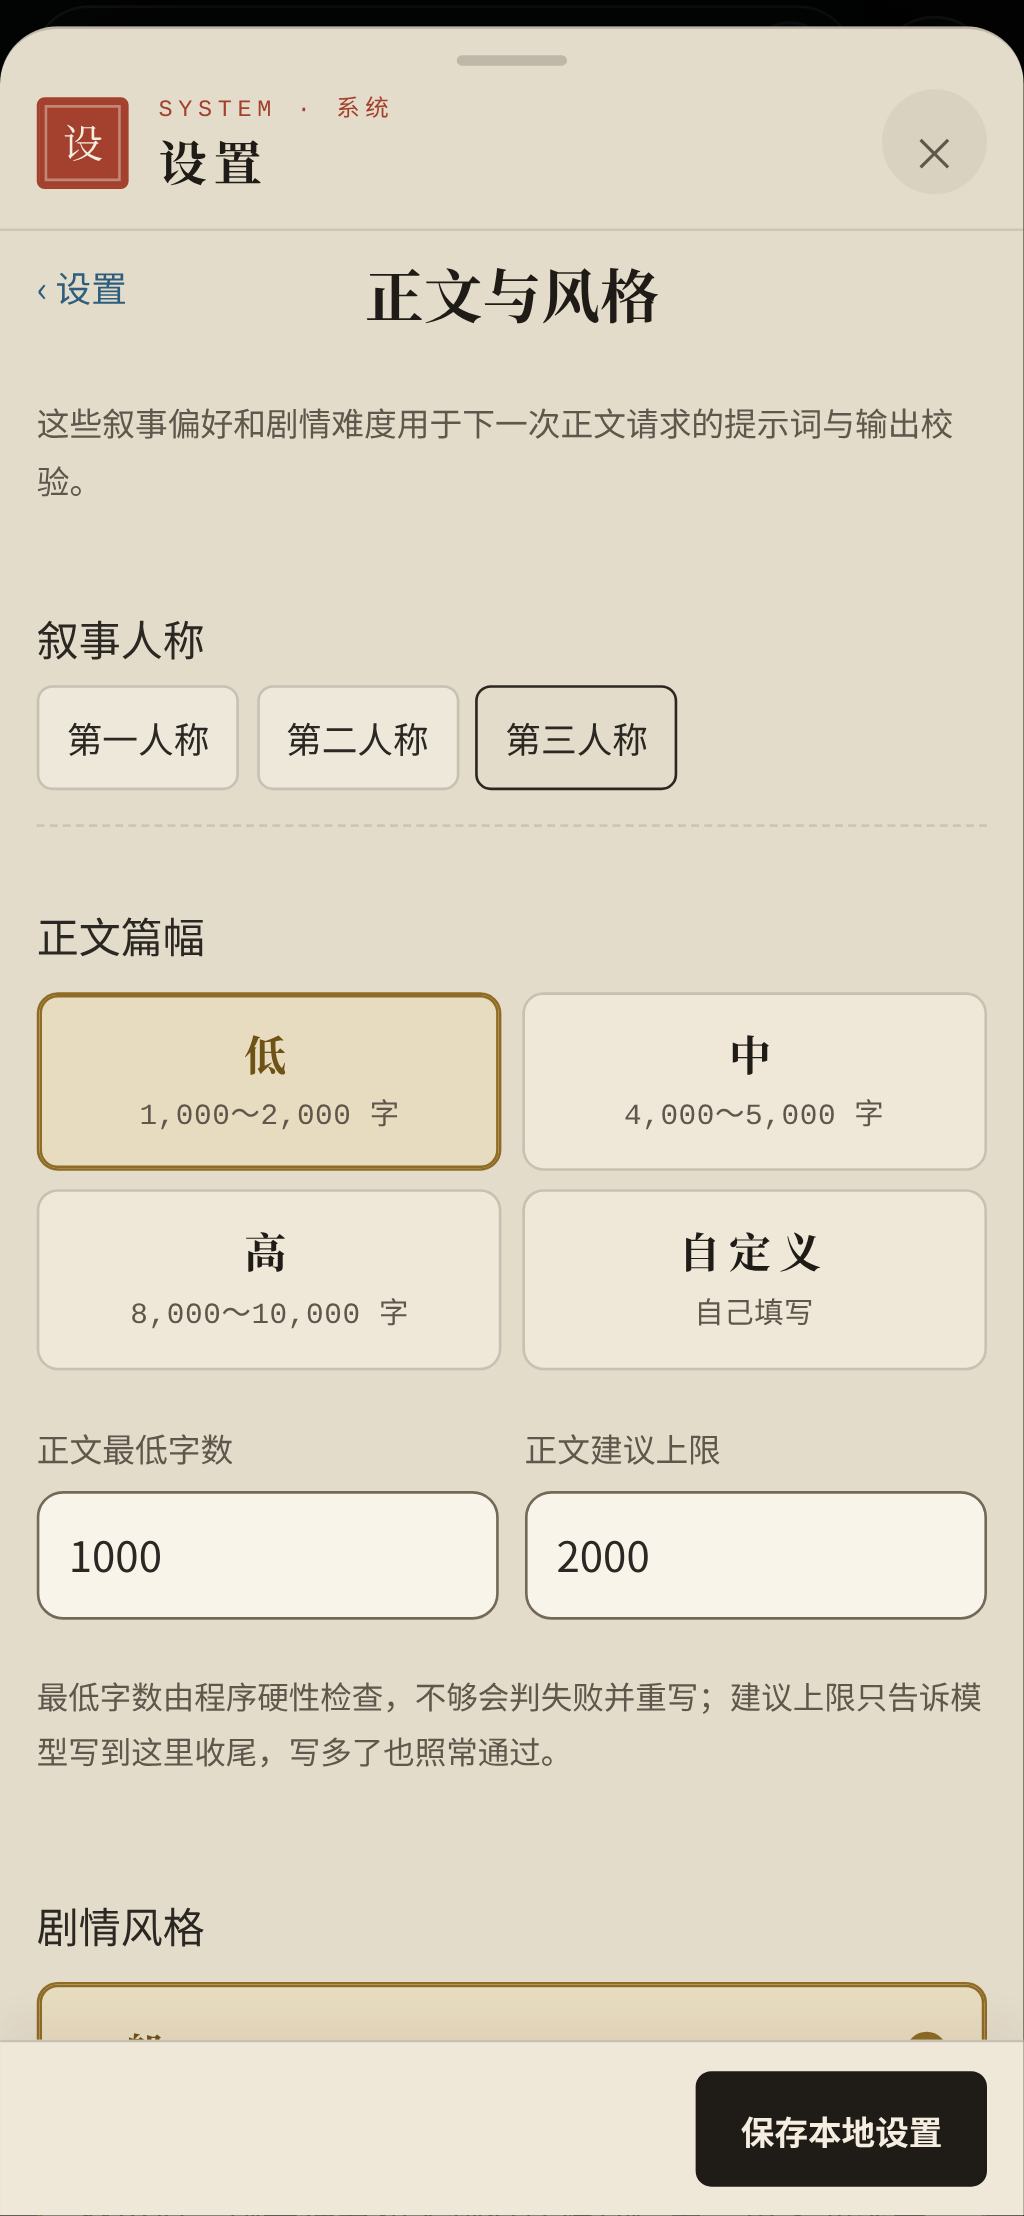 设
SYSTEM · 系统
设置
‹ 设置
正文与风格
这些叙事偏好和剧情难度用于下一次正文请求的提示词与输出校
验。
叙事人称
第一人称
第二人称
第三人称
正文篇幅
低
1,000～2,000 字
中
4,000～5,000 字
高
8,000～10,000 字
自定义
自己填写
正文最低字数
正文建议上限
1000
2000
最低字数由程序硬性检查，不够会判失败并重写；建议上限只告诉模
型写到这里收尾，写多了也照常通过。
剧情风格
保存本地设置